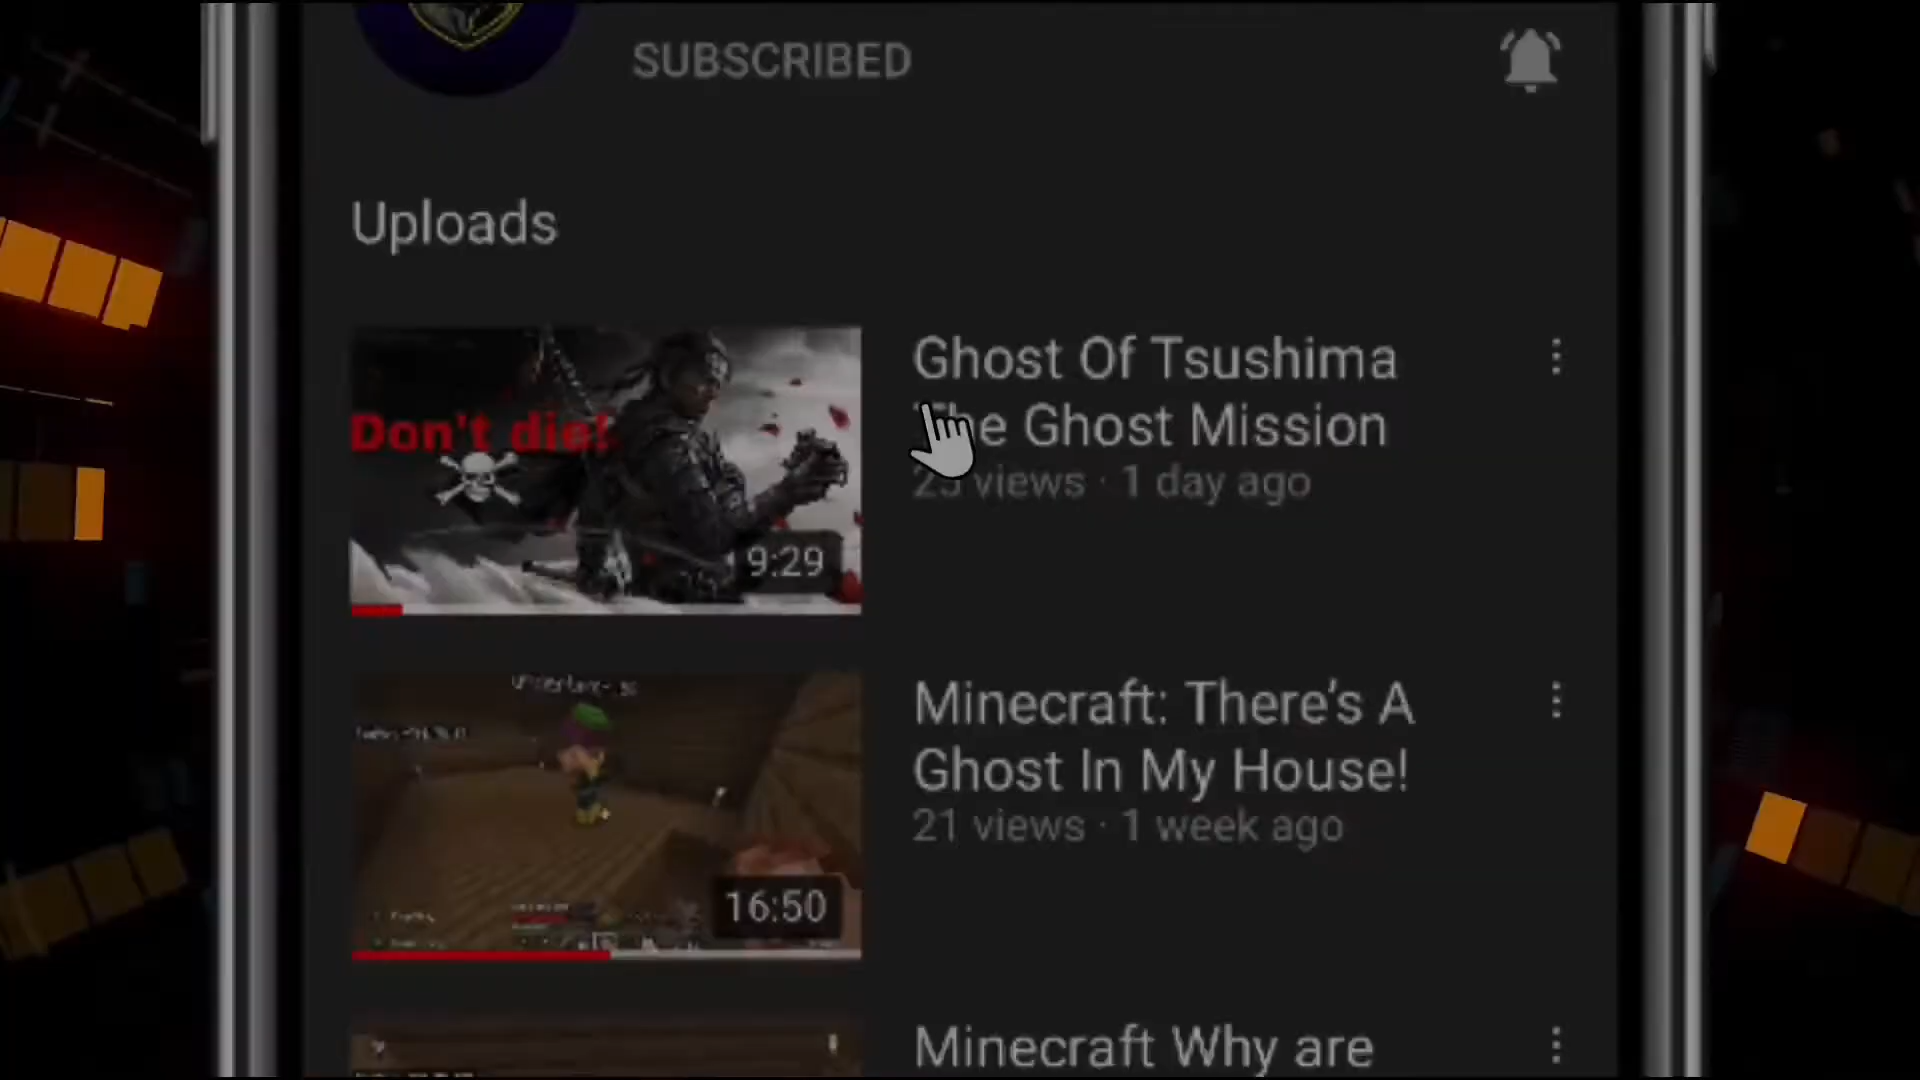 SUBSCRIBED
Uploads
Don't die!
9:29
Ghost Of Tsushima
The Ghost Mission
views · 1 day ago
16:50
Minecraft: There's A
Ghost In My House!
21 views · 1 week ago
Minecraft Why are